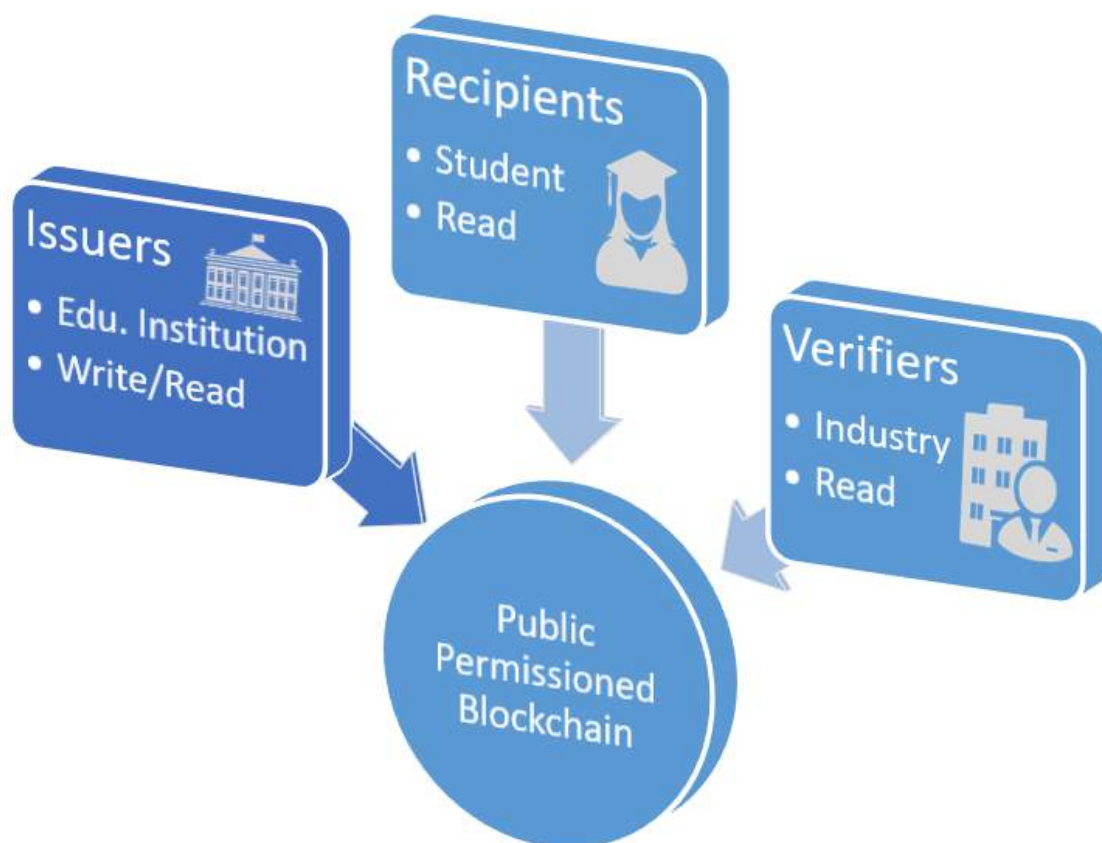 Issuers
• Edu. Institution
• Write/Read
Recipients
• Student
• Read
Verifiers
• Industry
• Read
Public
Permissioned
Blockchain